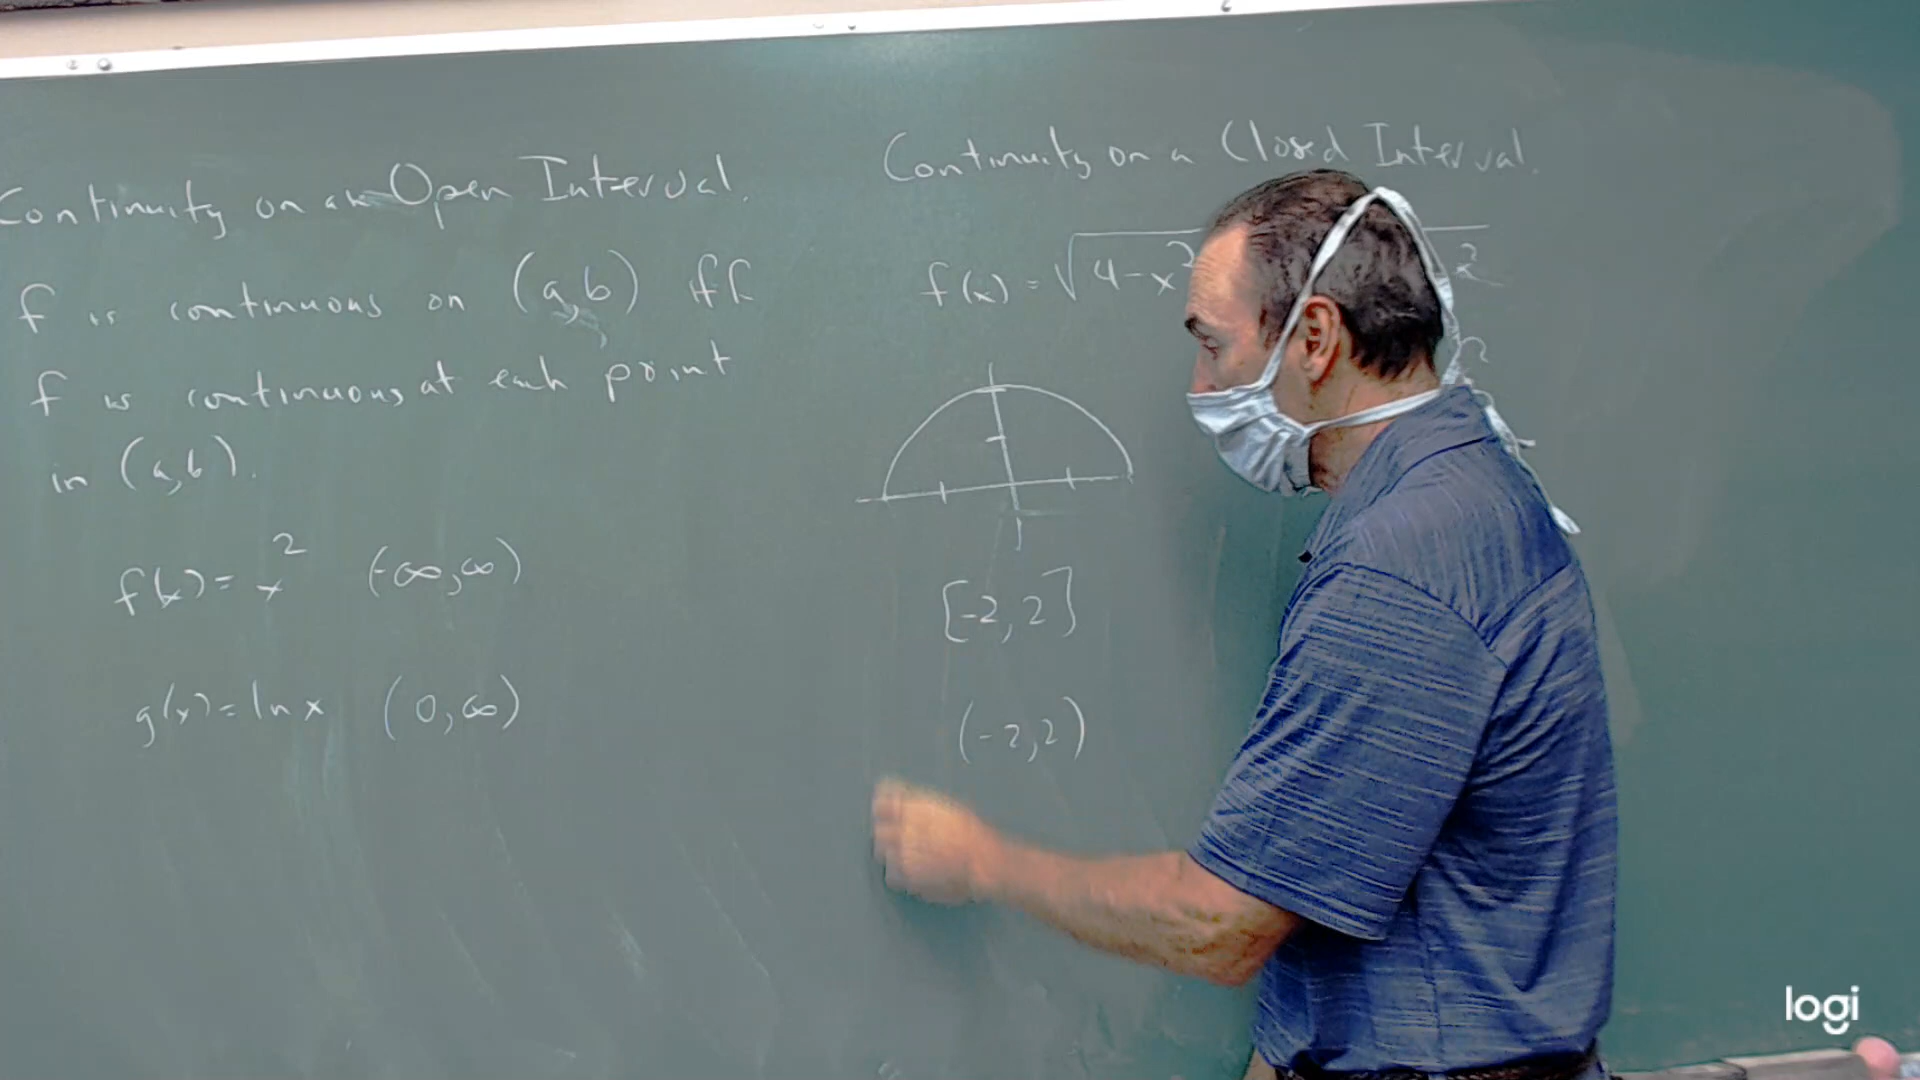 Continuity on an Open Interval.
f is continuous on (a,b) iff
f is continuous at each point
in (a,b).
f(x) = x² (-∞,∞)
g(x) = ln x (0,∞)
Continuity on a Closed Interval.
f(x) = √4-x²
[-2,2]
(-2,2)
logi